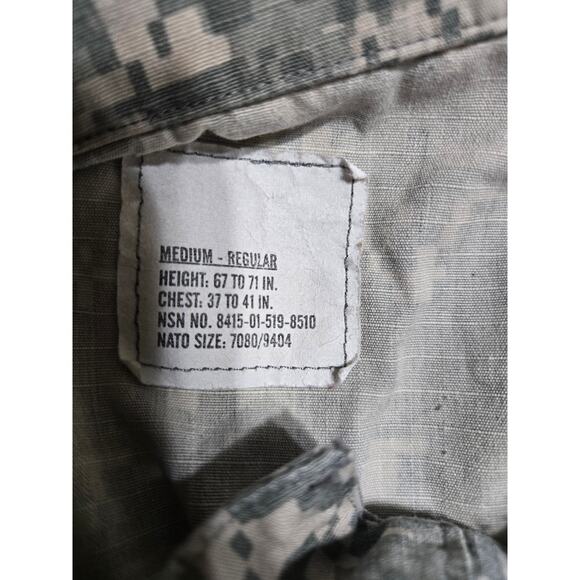 MEDIUM - REGULAR
HEIGHT: 67 TO 71 IN.
CHEST: 37 TO 41 IN.
NSN NO. 8415-01-519-8510
NATO SIZE: 7080/9404